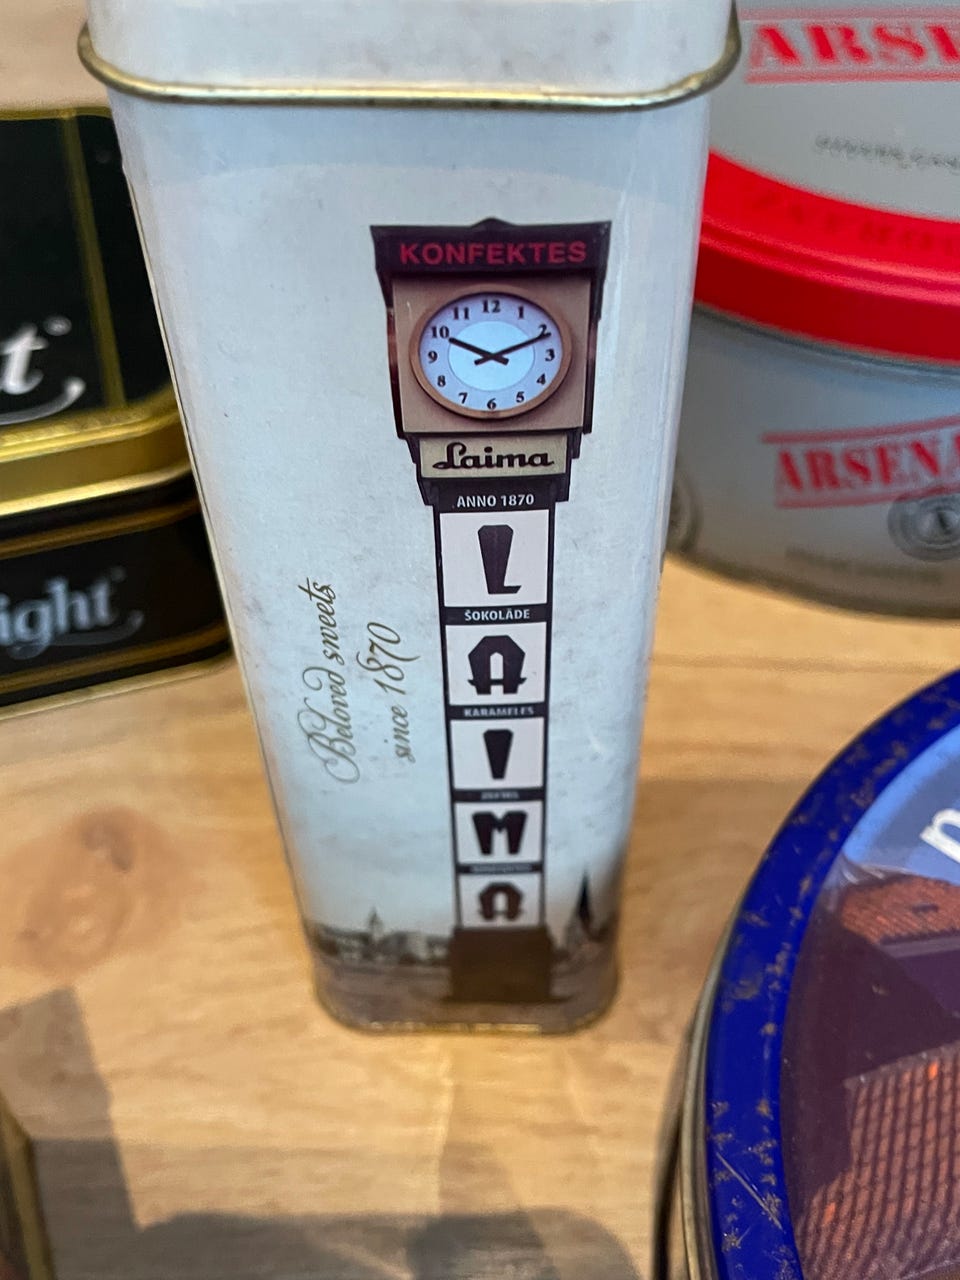 KONFEKTES
12
1
2
3
4
5
6
7
8
9
10
11
Laima
ANNO 1870
L
ŠOKOLĀDE
A
KARAMELES
I
M
A
Beloved sweets
since 1870
t
ight
ARSE
ARSENA
n